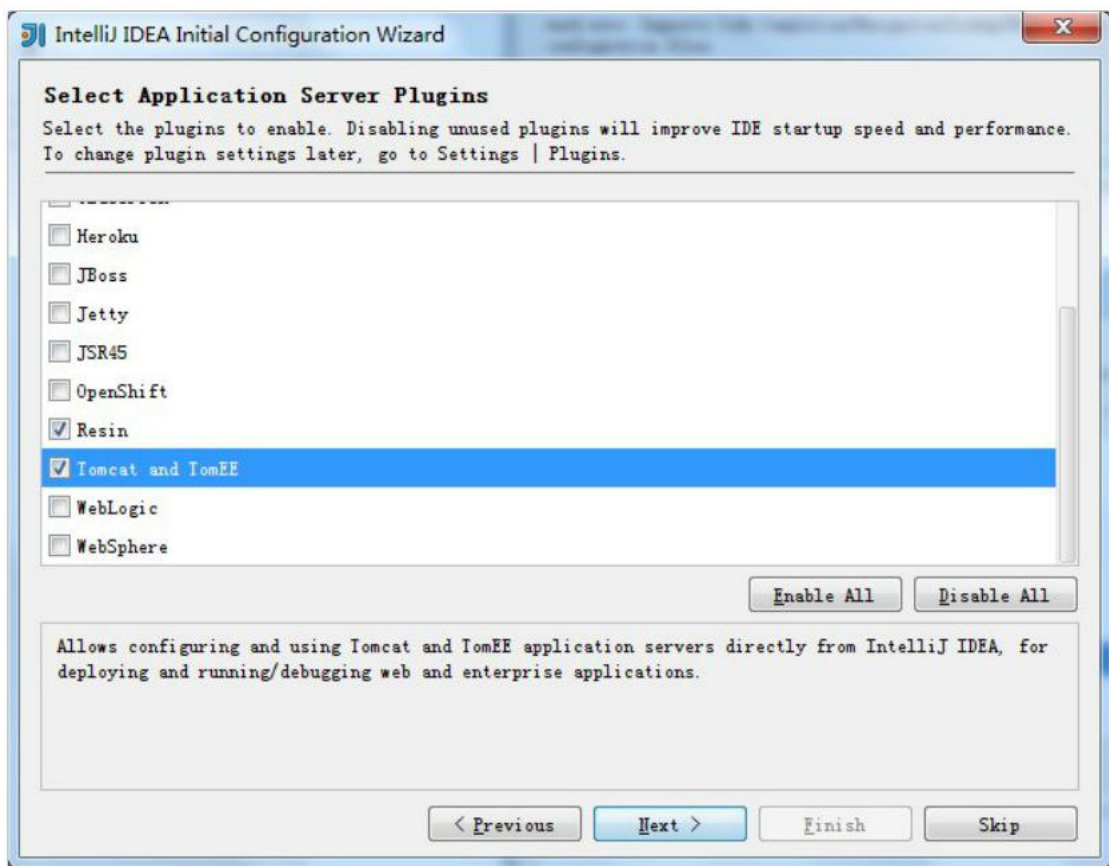 IntelliJ IDEA Initial Configuration Wizard
Select Application Server Plugins
Select the plugins to enable. Disabling unused plugins will improve IDE startup speed and performance.
To change plugin settings later, go to Settings | Plugins.
Heroku
JBoss
Jetty
JSR45
OpenShift
Resin
Tomcat and TomEE
WebLogic
WebSphere
Enable All
Disable All
Allows configuring and using Tomcat and TomEE application servers directly from IntelliJ IDEA, for
deploying and running/debugging web and enterprise applications.
< Previous
Next >
Finish
Skip